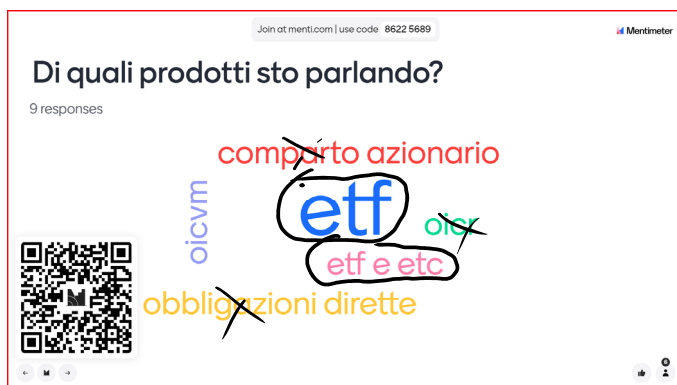 Join at menti.com | use code 8622 5689
Mentimeter
Di quali prodotti sto parlando?
9 responses
comparto azionario
oicvm
etf
oicr
etf e etc
obbligazioni dirette
6